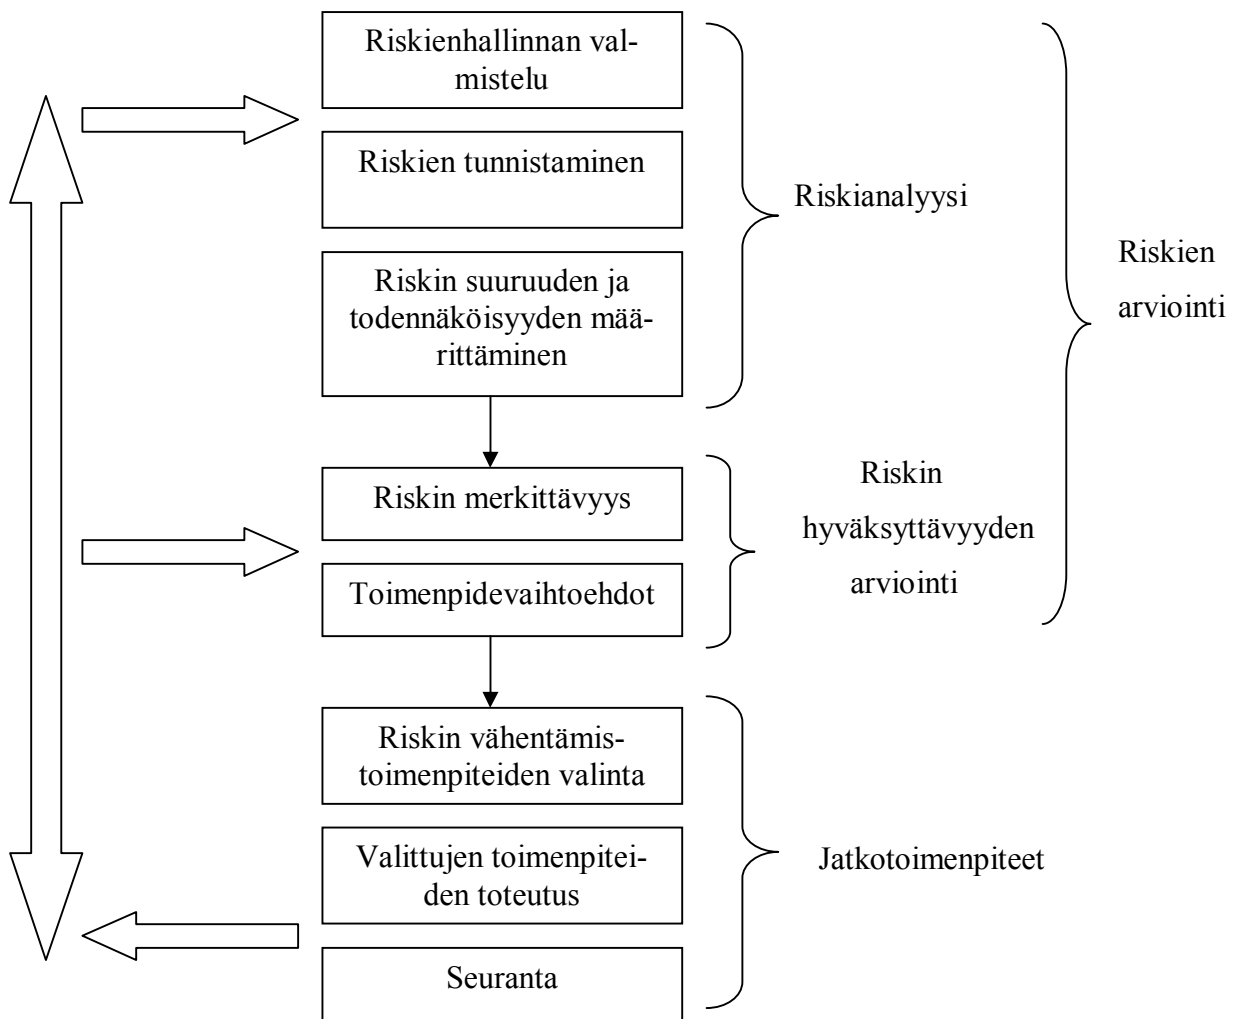 Riskienhallinnan val-
mistelu
Riskien tunnistaminen
Riskianalyysi
Riskin suuruuden ja
todennäköisyyden mää-
rittäminen
Riskien
arviointi
Riskin merkittävyys
Toimenpidevaihtoehdot
Riskin
hyväksyttävyyden
arviointi
Riskin vähentämis-
toimenpiteiden valinta
Valittujen toimenpitei-
den toteutus
Seuranta
Jatkotoimenpiteet